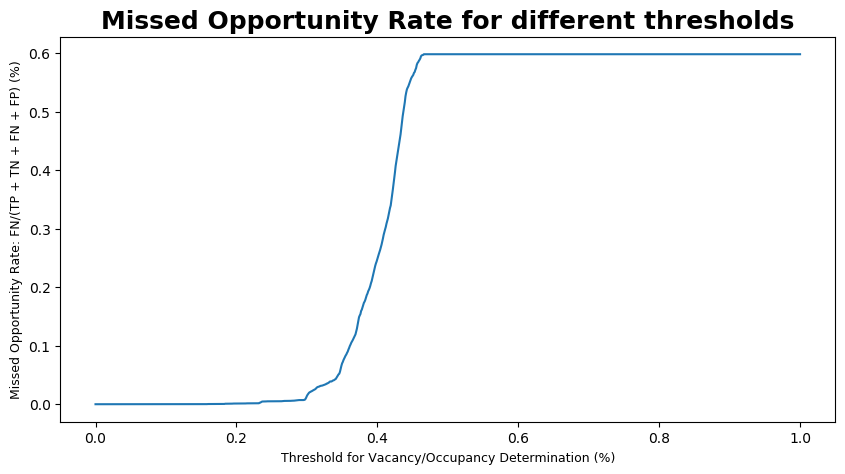 Missed Opportunity Rate for different thresholds
Missed Opportunity Rate: FN/(TP + TN + FN + FP) (%)
0.6
0.5
0.4
0.3
0.2
0.1
0.0
0.0 0.2 0.4 0.6 0.8 1.0
Threshold for Vacancy/Occupancy Determination (%)